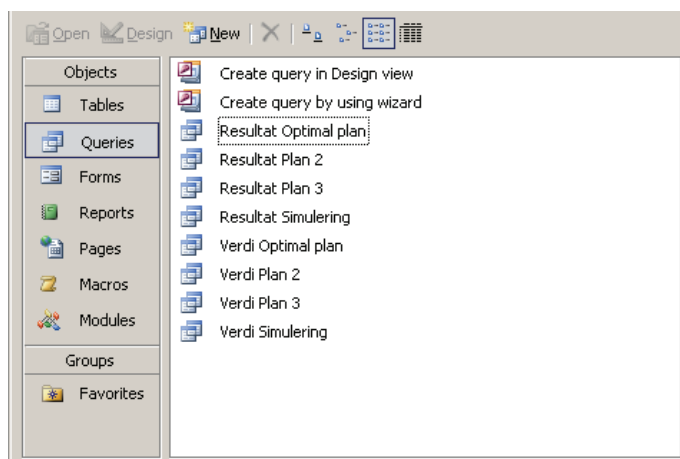 Open Design New
Objects
Tables
Queries
Forms
Reports
Pages
Macros
Modules
Groups
Favorites
Create query in Design view
Create query by using wizard
Resultat Optimal plan
Resultat Plan 2
Resultat Plan 3
Resultat Simulering
Verdi Optimal plan
Verdi Plan 2
Verdi Plan 3
Verdi Simulering